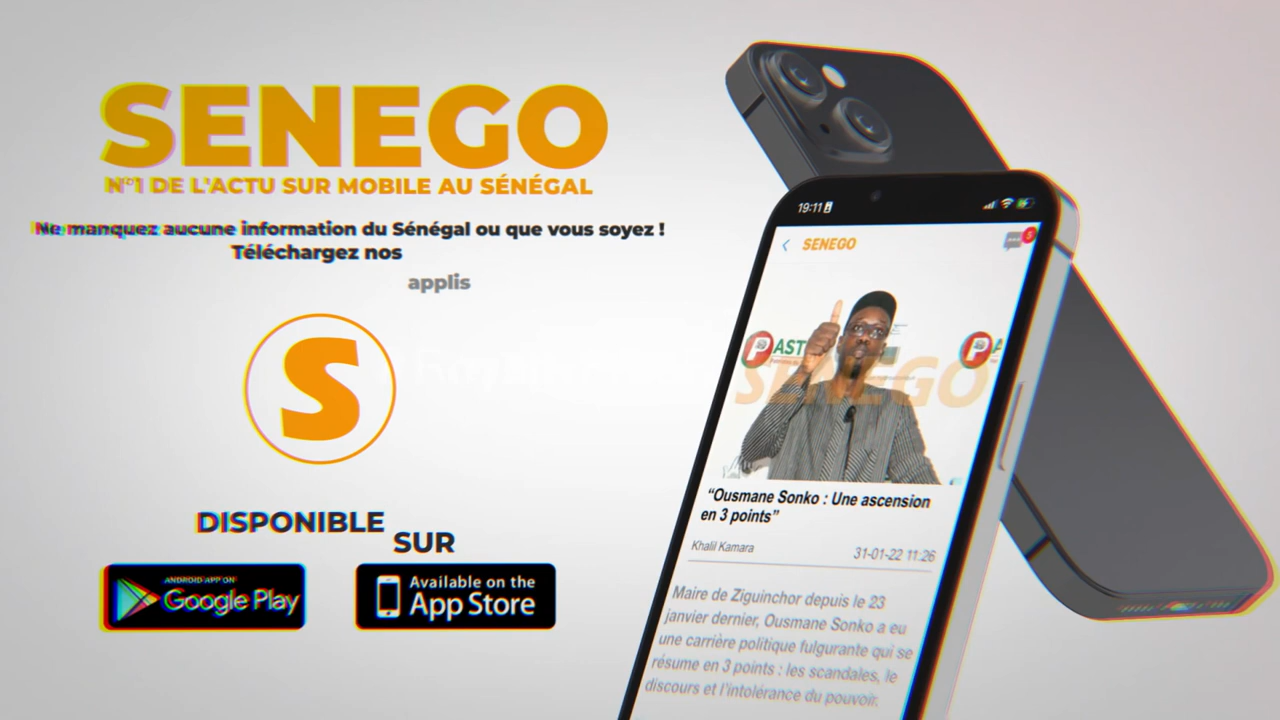 SENEGO
N°1 DE L'ACTU SUR MOBILE AU SÉNÉGAL
Ne manquez aucune information du Sénégal ou que vous soyez !
Téléchargez nos
applis
S
DISPONIBLE
SUR
ANDROID APP ON
Google Play
Available on the
App Store
19:11
SENEGO
5
PAST
PA
SENEGO
“Ousmane Sonko : Une ascension
en 3 points”
Khalil Kamara
31-01-22 11:26
Maire de Ziguinchor depuis le 23
janvier dernier, Ousmane Sonko a eu
une carrière politique fulgurante qui se
résume en 3 points : les scandales, le
discours et l'intolérance du pouvoir.